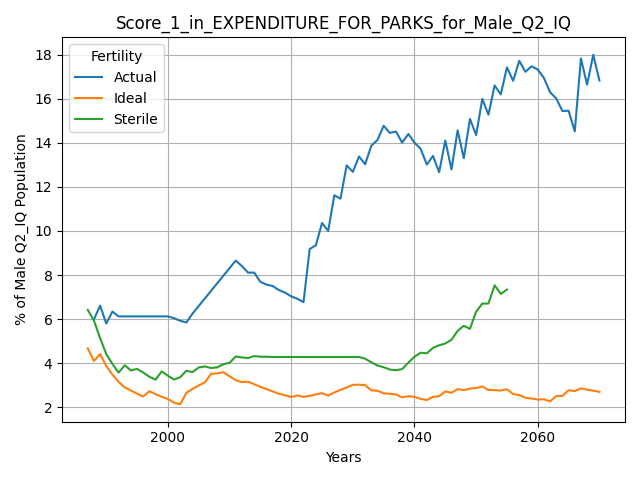 Score_1_in_EXPENDITURE_FOR_PARKS_for_Male_Q2_IQ
Fertility
Actual
Ideal
Sterile
% of Male Q2_IQ Population
18
16
14
12
10
8
6
4
2
2000
2020
2040
2060
Years